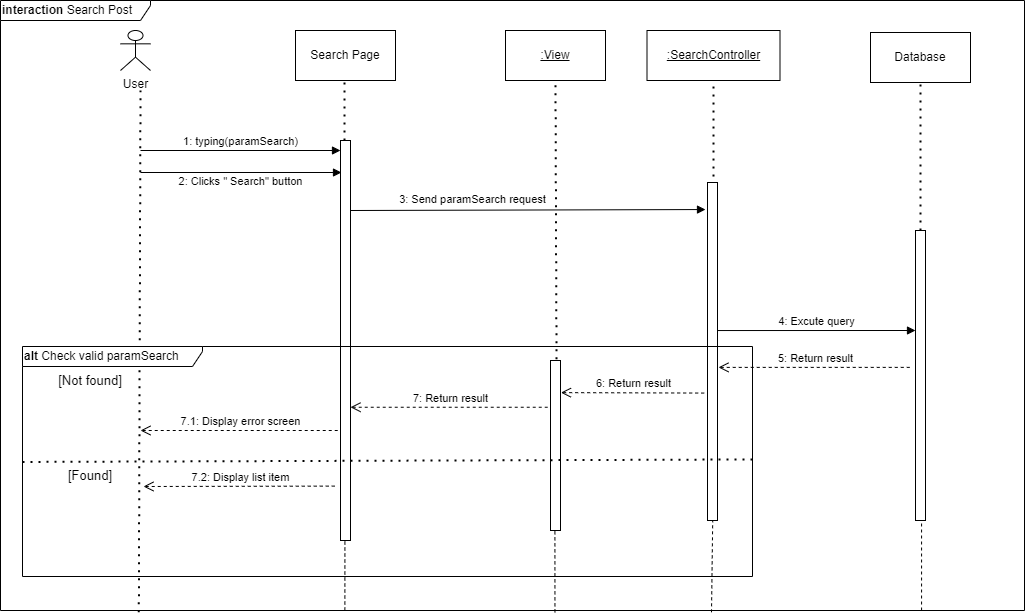 interaction Search Post
User
Search Page
:View
:SearchController
Database
1: typing(paramSearch)
2: Clicks " Search" button
3: Send paramSearch request
4: Excute query
alt Check valid paramSearch
5: Return result
[Not found]
6: Return result
7: Return result
7.1: Display error screen
[Found]
7.2: Display list item